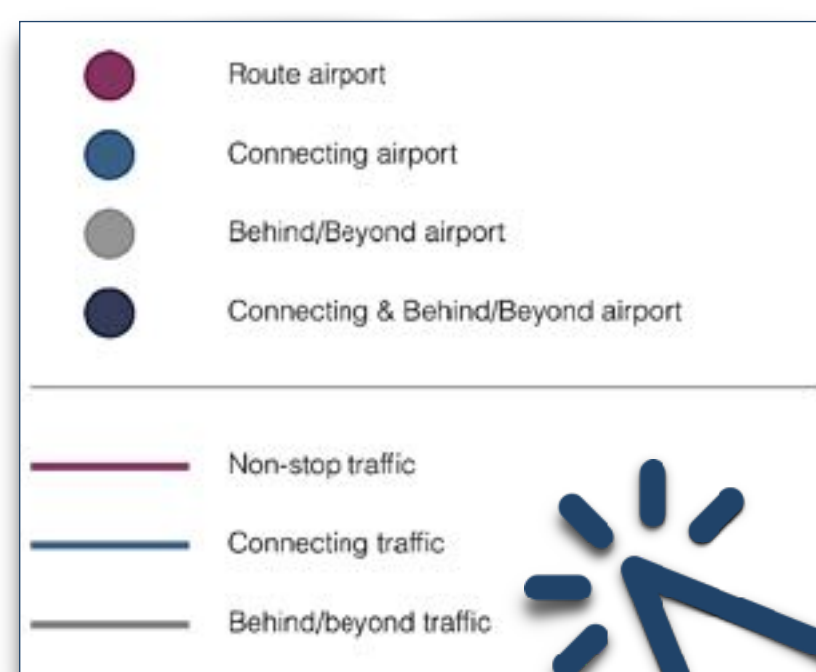 Route airport
Connecting airport
Behind/Beyond airport
Connecting & Behind/Beyond airport
Non-stop traffic
Connecting traffic
Behind/beyond traffic